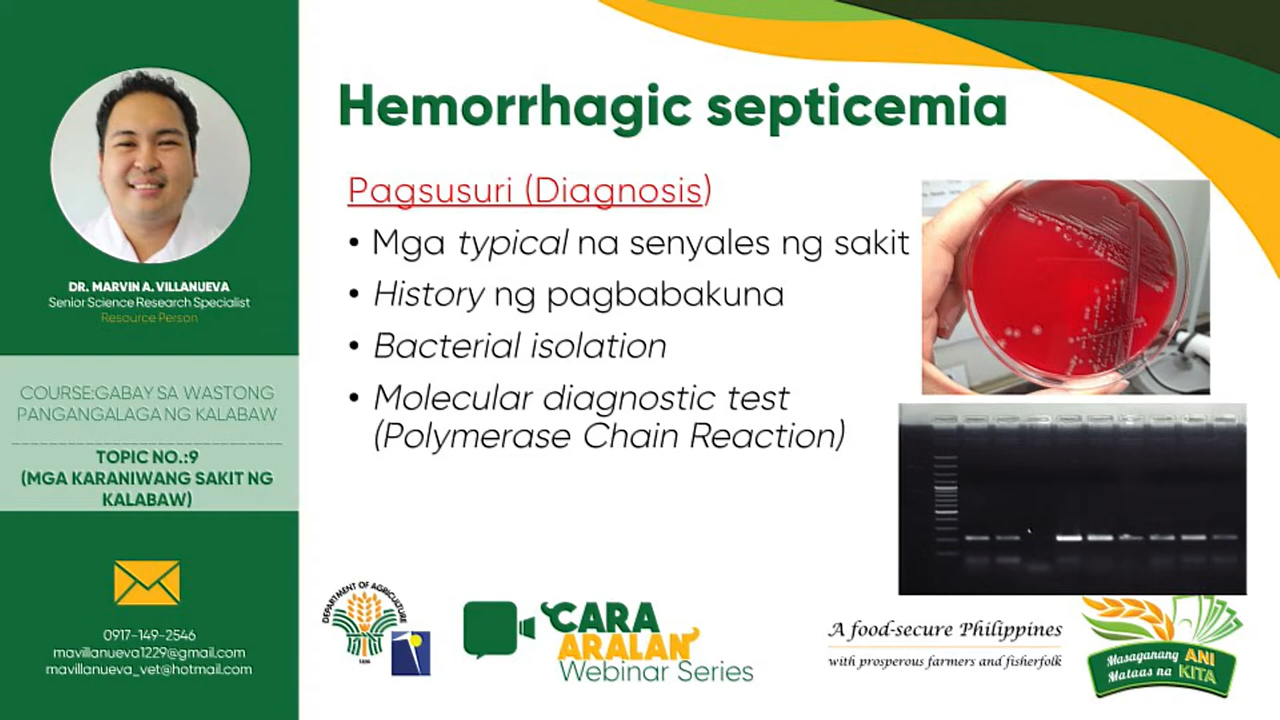 DR. MARVIN A. VILLANUEVA
Senior Science Research Specialist
Resource Person
COURSE:GABAY SA WASTONG
PANGANGALAGA NG KALABAW
TOPIC NO.:9
(MGA KARANIWANG SAKIT NG
KALABAW)
0917-149-2546
mavillanueva1229@gmail.com
mavillanueva_vet@hotmail.com
Hemorrhagic septicemia
Pagsusuri (Diagnosis)
• Mga typical na senyales ng sakit
• History ng pagbabakuna
• Bacterial isolation
• Molecular diagnostic test
(Polymerase Chain Reaction)
DEPARTMENT OF AGRICULTURE
CARA
ARALAN
Webinar Series
A food-secure Philippines
with prosperous farmers and fisherfolk
Masaganang ANI
Mataas na KITA